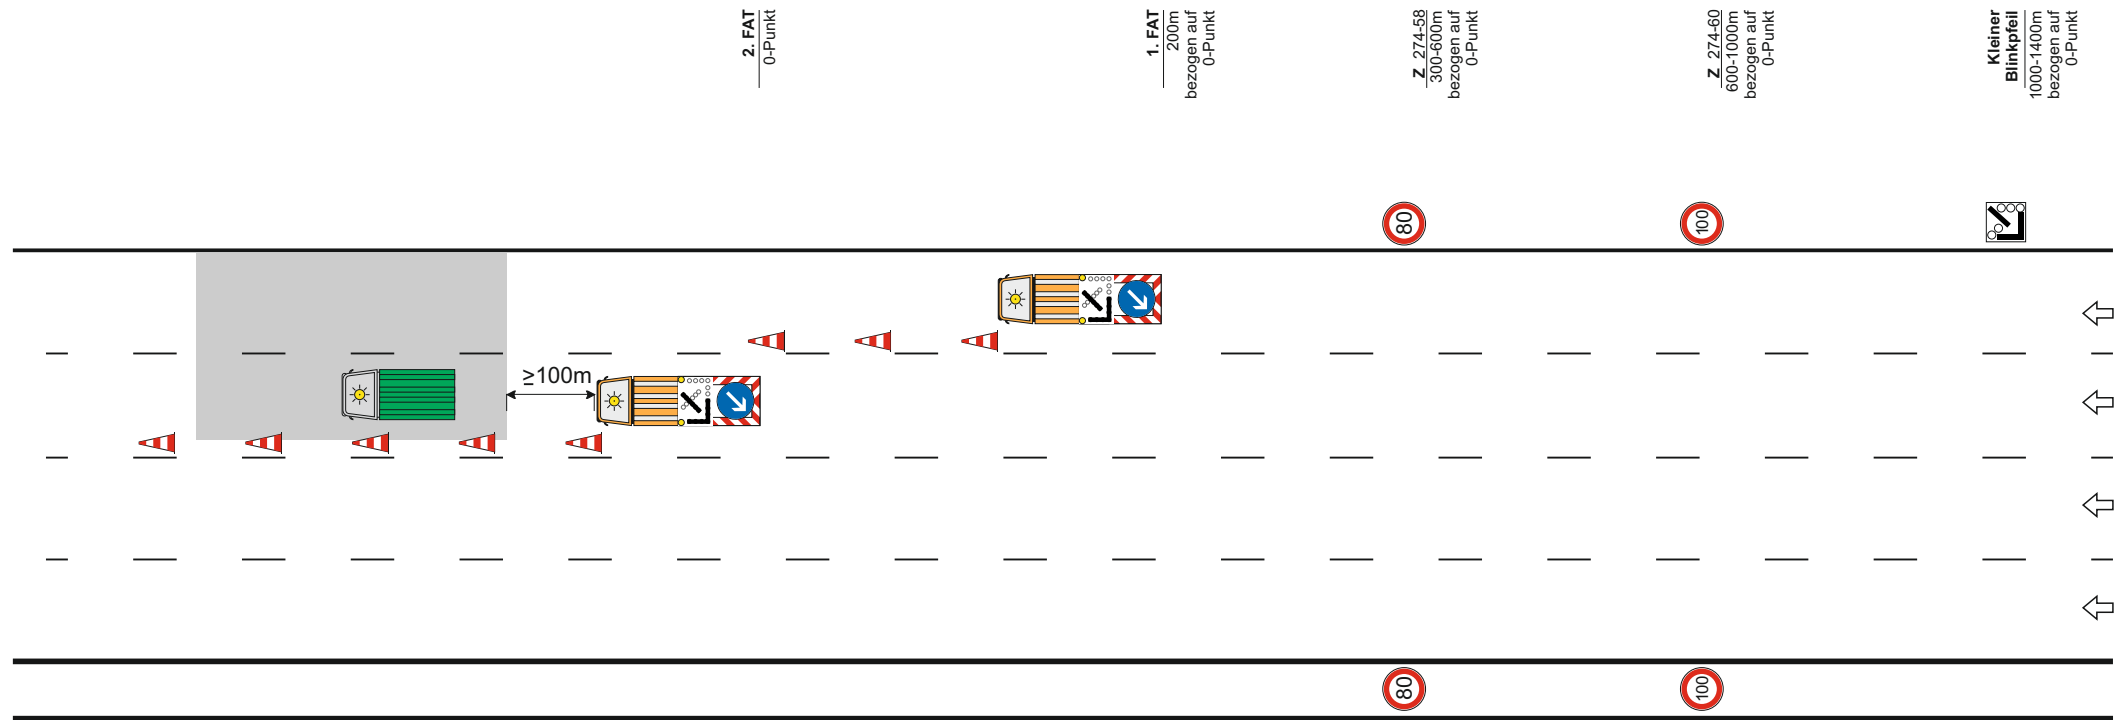 2. FAT
0-Punkt
1. FAT
200m
bezogen auf
0-Punkt
Z 274-58
300-600m
bezogen auf
0-Punkt
Z 274-60
600-1000m
bezogen auf
0-Punkt
Kleiner
Blinkpfeil
1000-1400m
bezogen auf
0-Punkt
80
100
≥100m
80
100